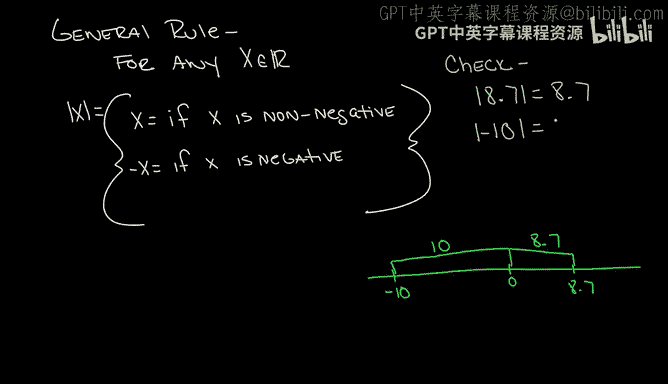 GPT中英字幕课程资源@bilibili.com
GPT中英字幕课程资源 bilibili
GENERAL RULE-
FOR ANY X∈ℝ
|x|=
X = if x is NON-Negative
-X = if x is NEgATIVE
CHECK-
|8.7| = 8.7
|-10| =
10 8.7
-10 0 8.7